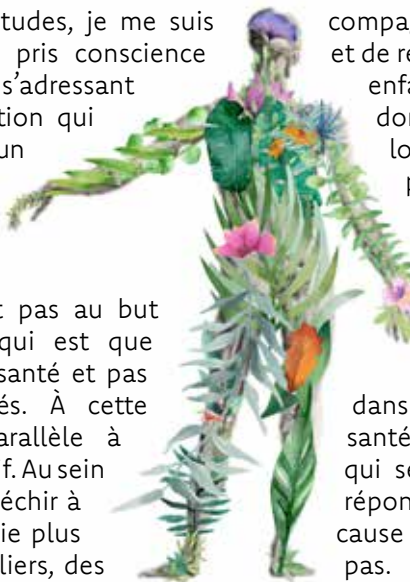 tudes, je me suis
pris conscience
s'adressant
tion qui
un
t pas au but
qui est que
santé et pas
és. À cette
arallèle à
f. Au sein
léchir à
ie plus
liers, des
compa
et de re
enfa
don
lo
p
dans
santé
qui se
répon
cause
pas.